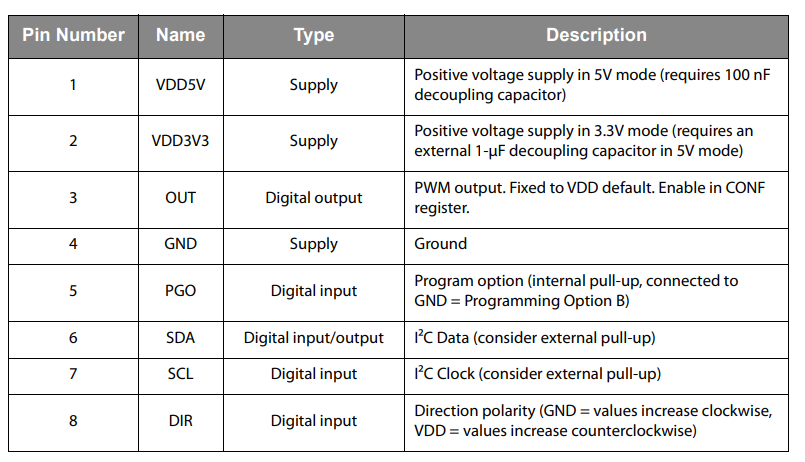 Pin Number Name Type Description
1 VDD5V Supply Positive voltage supply in 5V mode (requires 100 nF
decoupling capacitor)
2 VDD3V3 Supply Positive voltage supply in 3.3V mode (requires an
external 1-µF decoupling capacitor in 5V mode)
3 OUT Digital output PWM output. Fixed to VDD default. Enable in CONF
register.
4 GND Supply Ground
5 PGO Digital input Program option (internal pull-up, connected to
GND = Programming Option B)
6 SDA Digital input/output I²C Data (consider external pull-up)
7 SCL Digital input I²C Clock (consider external pull-up)
8 DIR Digital input Direction polarity (GND = values increase clockwise,
VDD = values increase counterclockwise)